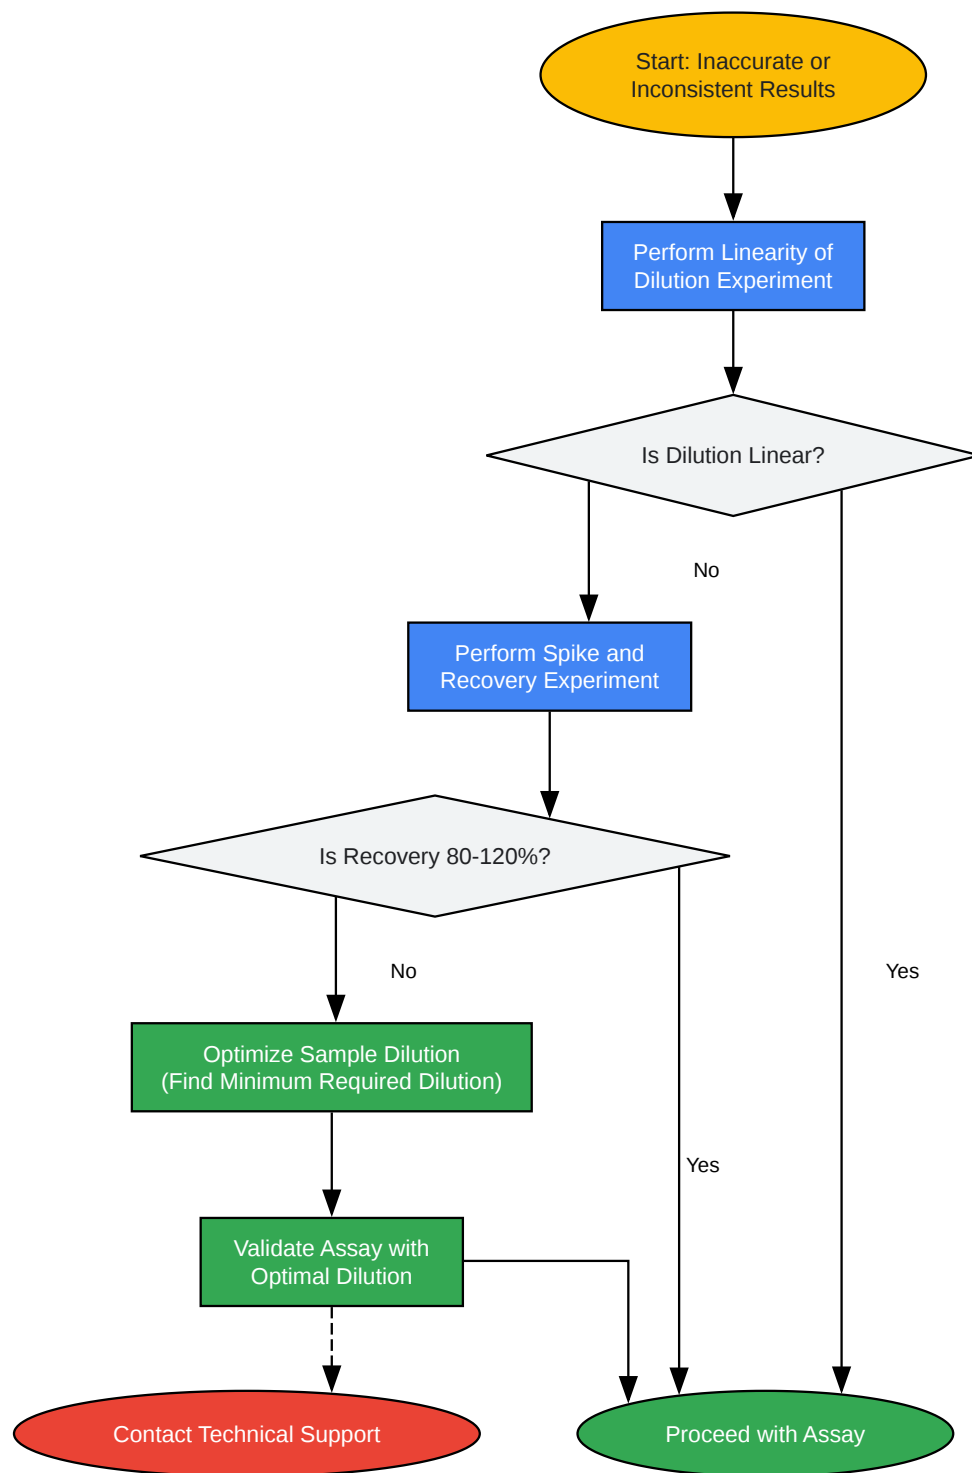 Start: Inaccurate or
Inconsistent Results
Perform Linearity of
Dilution Experiment
Is Dilution Linear?
No
Perform Spike and
Recovery Experiment
Is Recovery 80-120%?
No
Yes
Optimize Sample Dilution
(Find Minimum Required Dilution)
Yes
Validate Assay with
Optimal Dilution
Contact Technical Support
Proceed with Assay